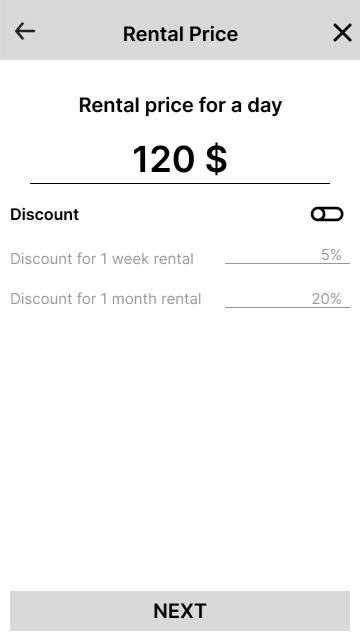 Rental Price
Rental price for a day
120 $
Discount
Discount for 1 week rental 5%
Discount for 1 month rental 20%
NEXT